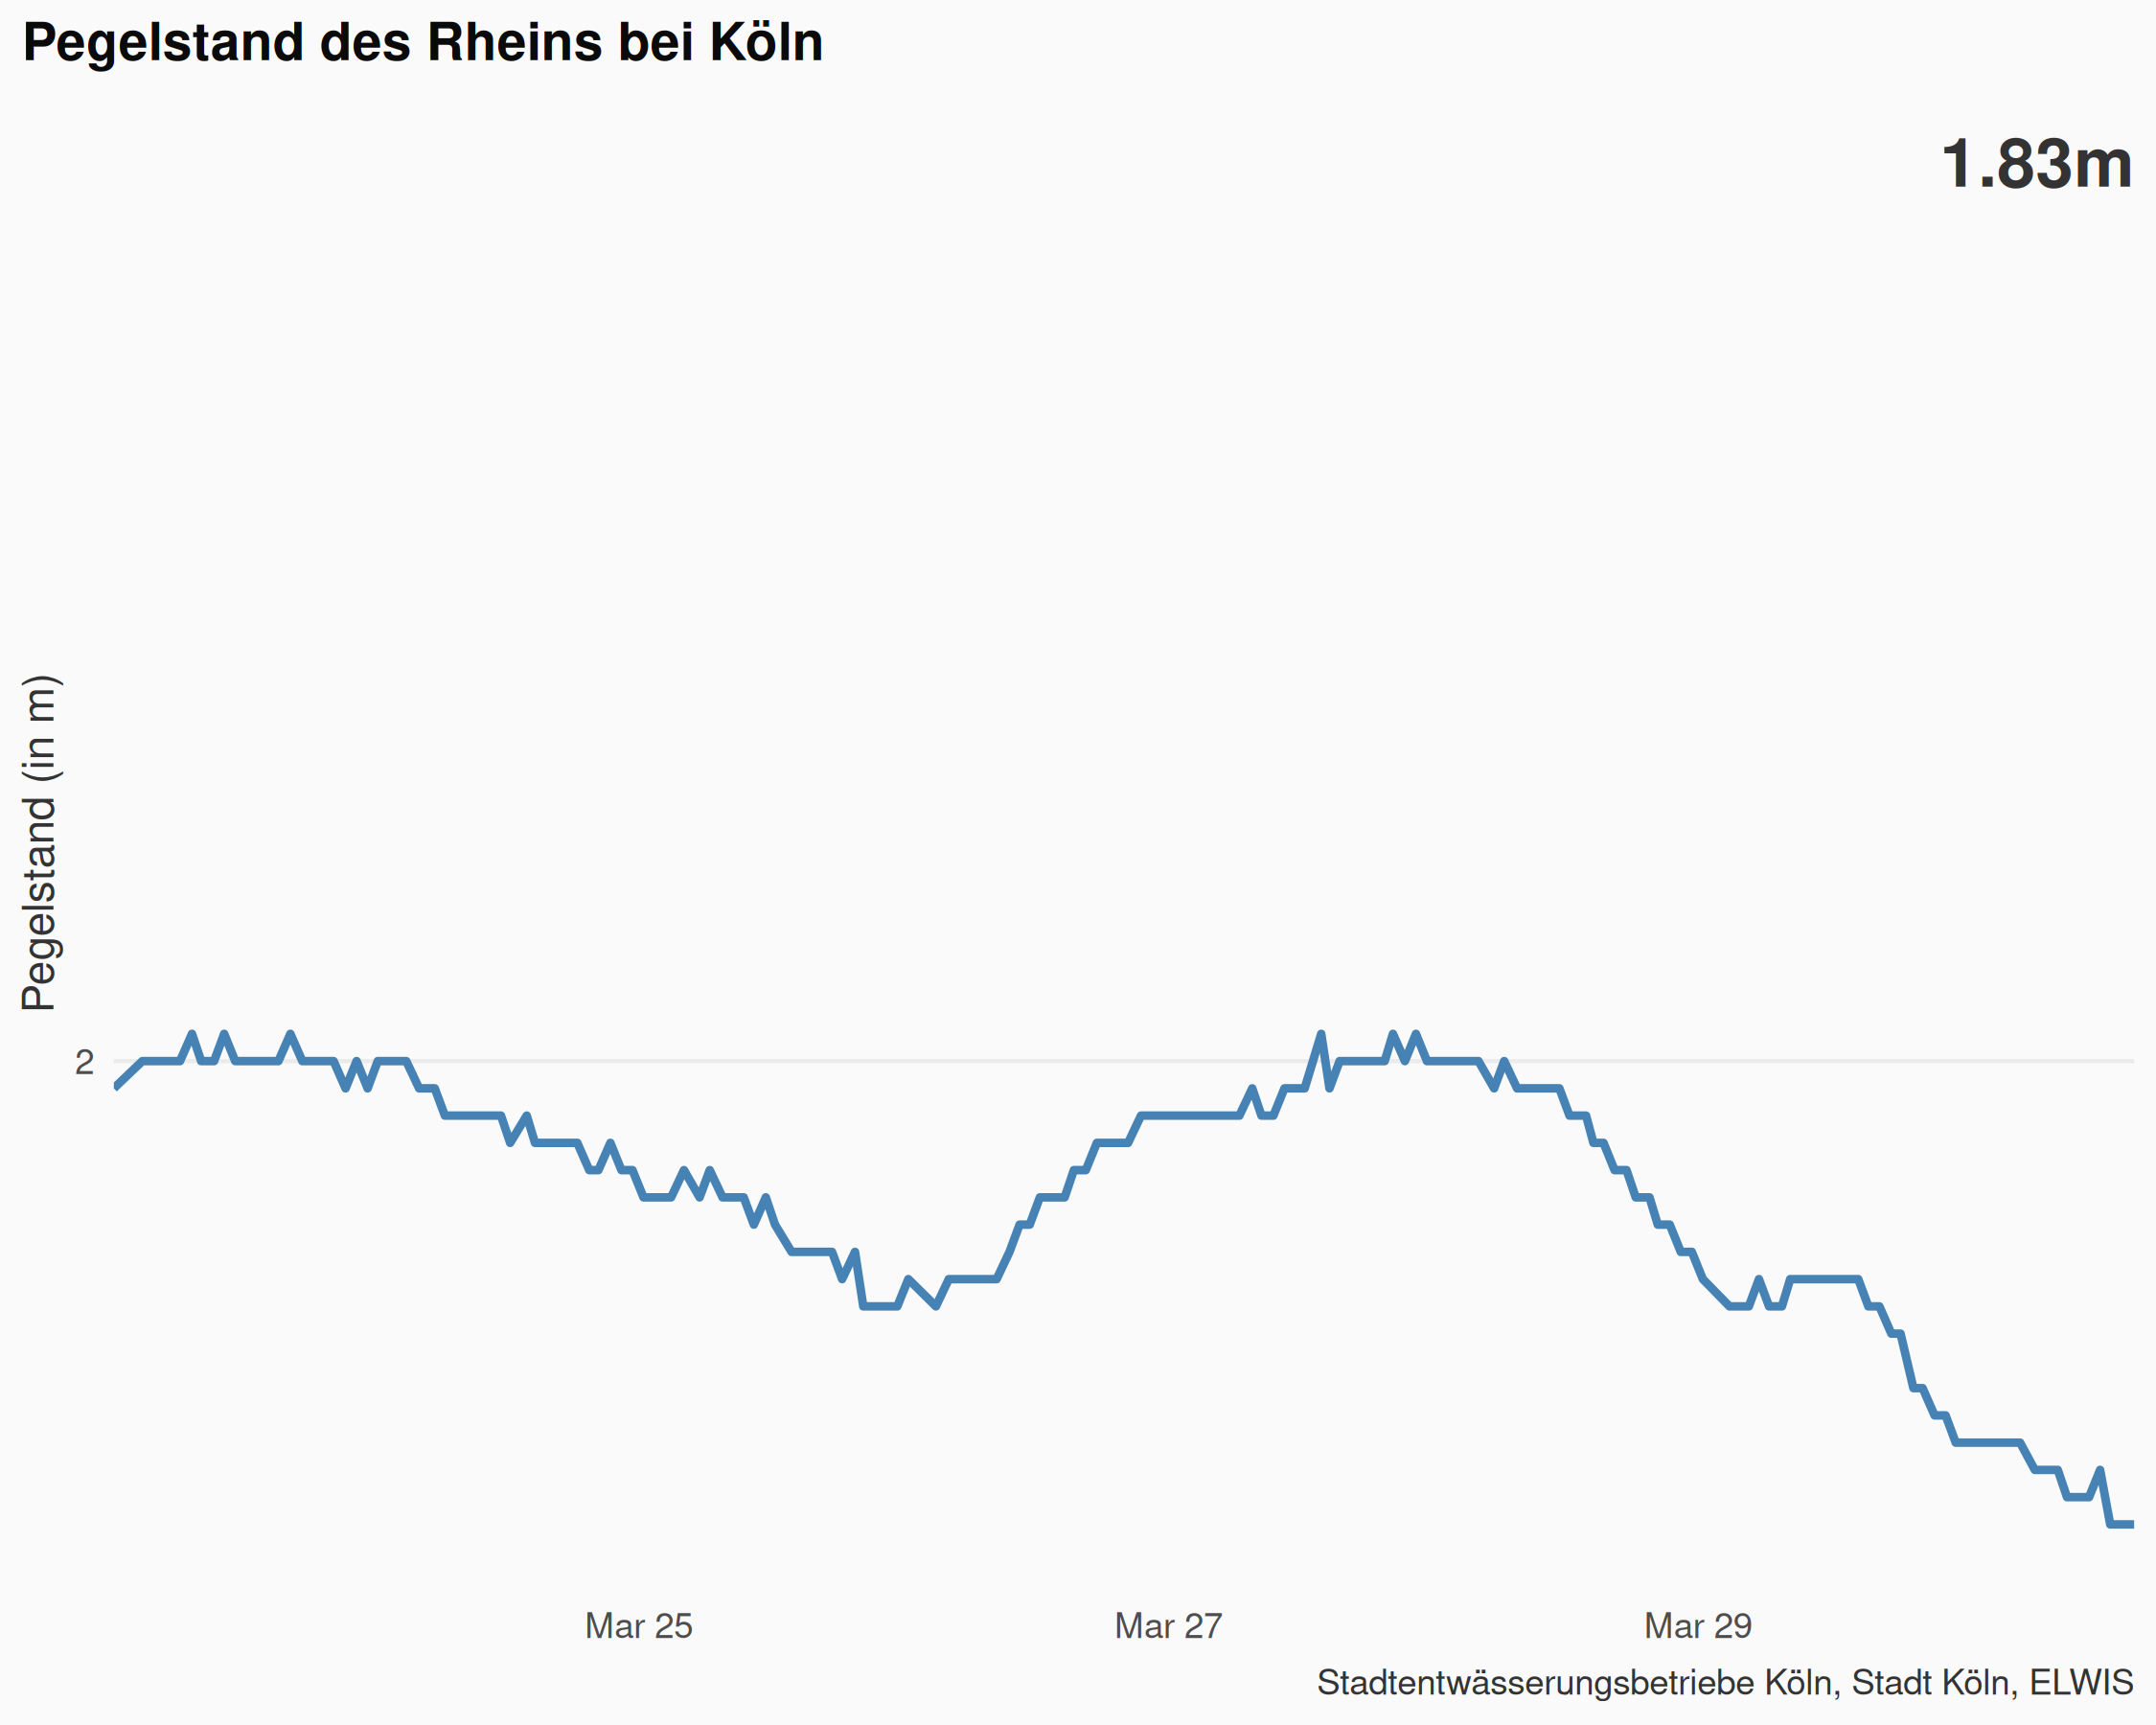 Pegelstand des Rheins bei Köln
1.83m
Pegelstand (in m)
2
Mar 25
Mar 27
Mar 29
Stadtentwässerungsbetriebe Köln, Stadt Köln, ELWIS